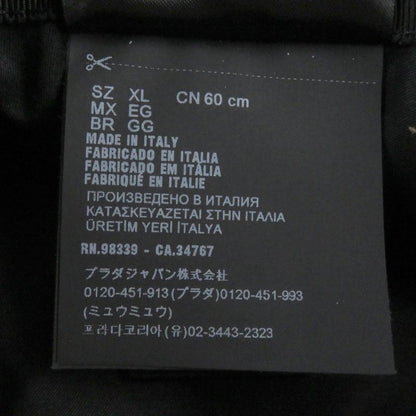 SZ XL CN 60 cm
MX EG
BR GG
MADE IN ITALY
FABRICADO EN ITALIA
FABRICADO EM ITÁLIA
FABRIQUÉ EN ITALIE
ПРОИЗВЕДЕНО В ИТАЛИЯ
ΚΑΤΑΣΚΕΥΑΖΕΤΑΙ ΣΤΗΝ ΙΤΑΛΙΑ
ÜRETİM YERİ İTALYA
RN.98339 - CA.34767
プラダジャパン株式会社
0120-451-913(プラダ)0120-451-993
(ミュウミュウ)
프라다코리아(유)02-3443-2323